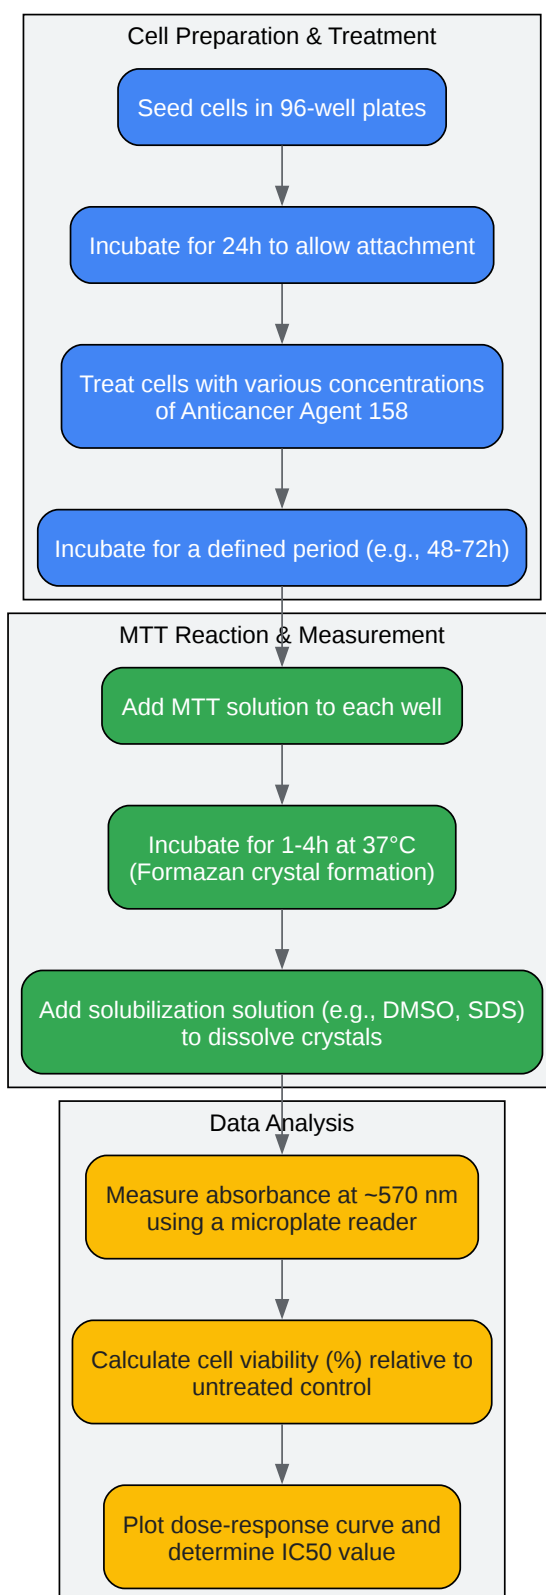 Cell Preparation & Treatment
Seed cells in 96-well plates
Incubate for 24h to allow attachment
Treat cells with various concentrations
of Anticancer Agent 158
Incubate for a defined period (e.g., 48-72h)
MTT Reaction & Measurement
Add MTT solution to each well
Incubate for 1-4h at 37°C
(Formazan crystal formation)
Add solubilization solution (e.g., DMSO, SDS)
to dissolve crystals
Data Analysis
Measure absorbance at ~570 nm
using a microplate reader
Calculate cell viability (%) relative to
untreated control
Plot dose-response curve and
determine IC50 value